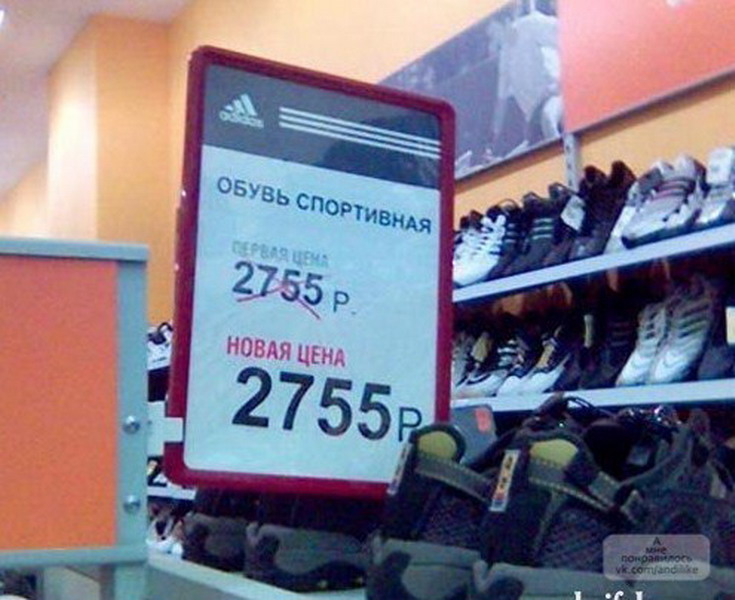 adidas
ОБУВЬ СПОРТИВНАЯ
ПЕРВАЯ ЦЕНА
2755 Р.
НОВАЯ ЦЕНА
2755 Р
А
мне
понравилось
vk.com/andilike